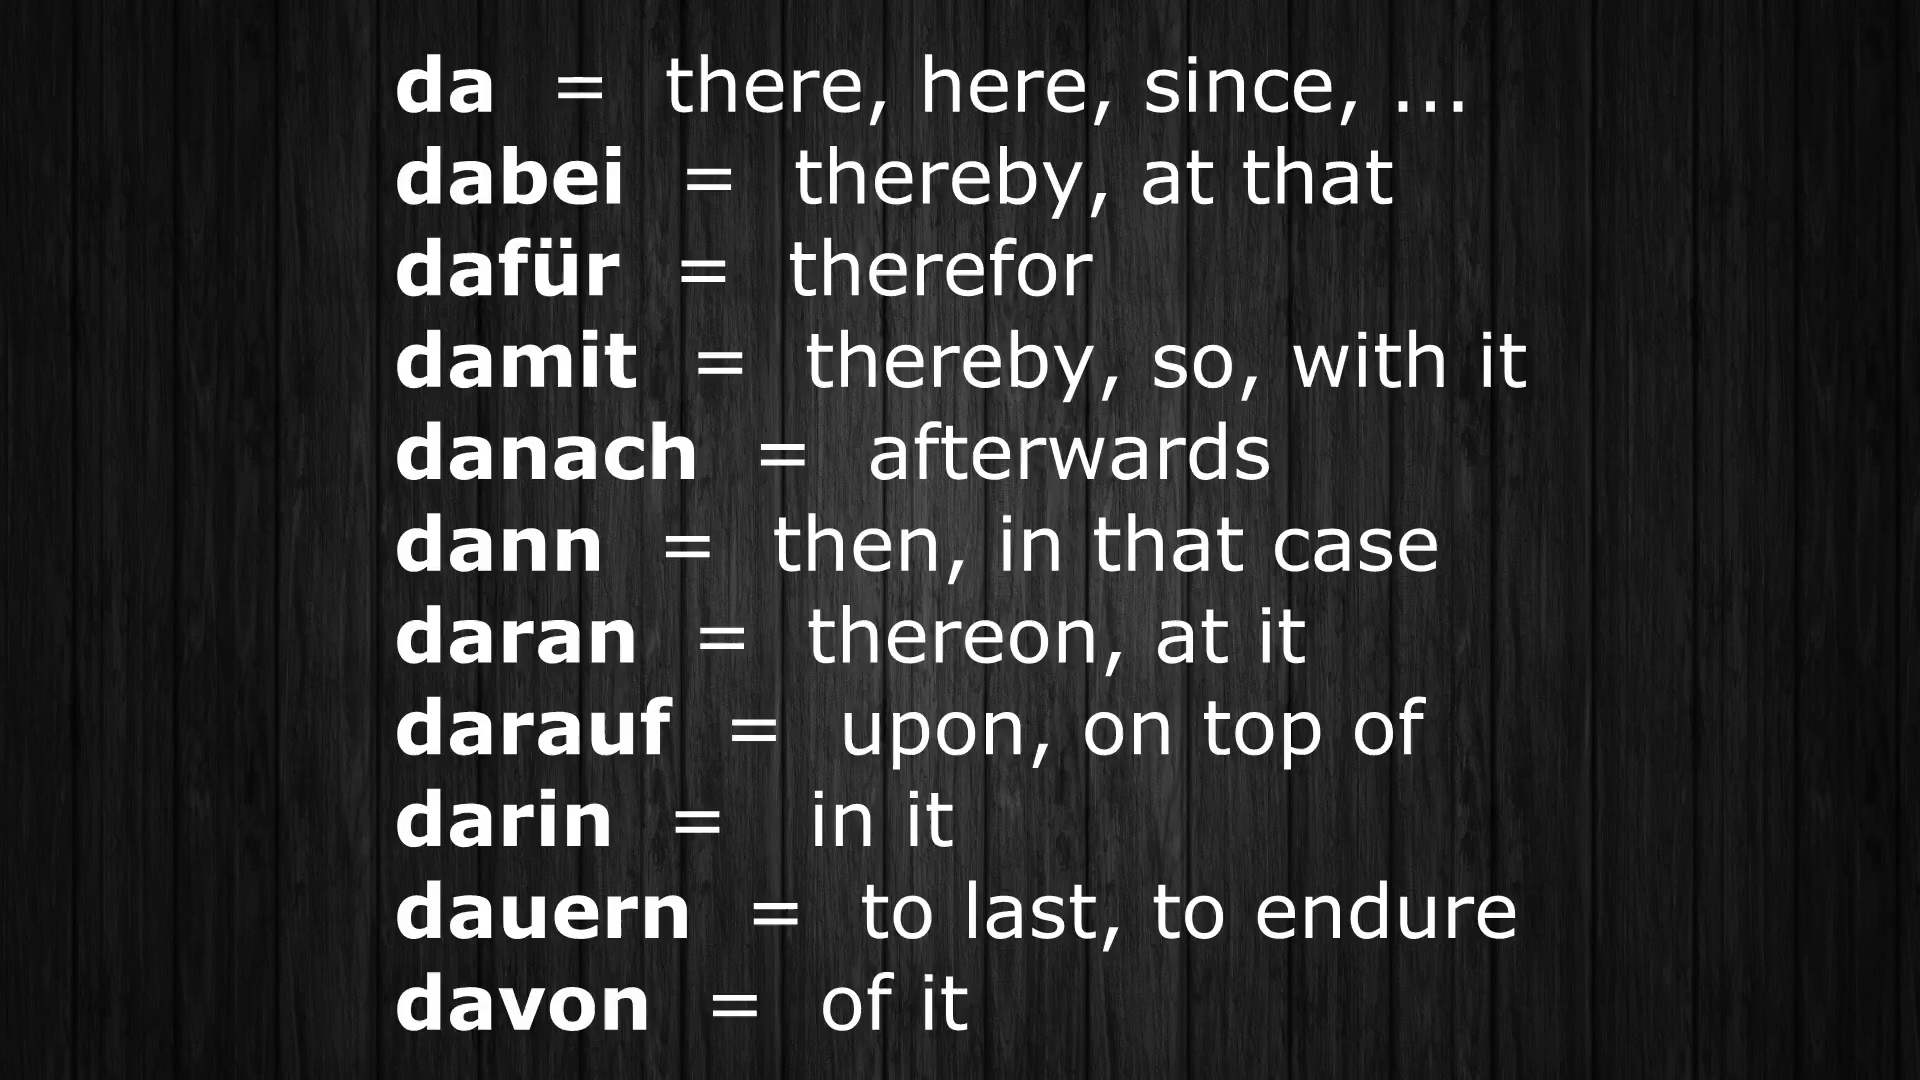 da = there, here, since, ...
dabei = thereby, at that
dafür = therefor
damit = thereby, so, with it
danach = afterwards
dann = then, in that case
daran = thereon, at it
darauf = upon, on top of
darin = in it
dauern = to last, to endure
davon = of it